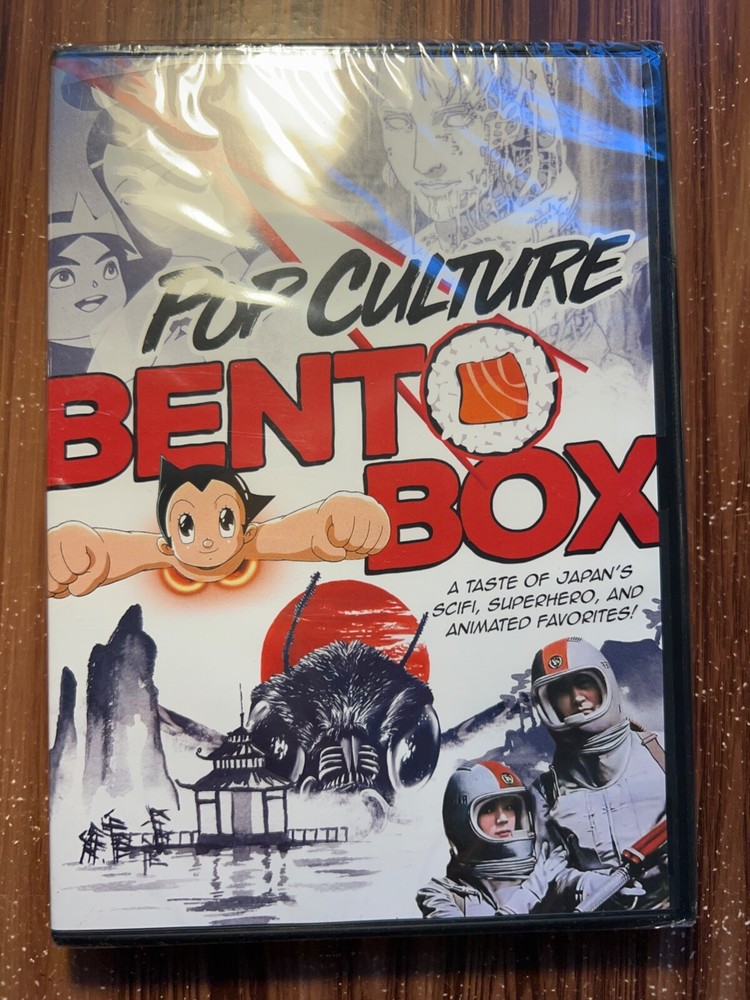 POP CULTURE
BENTO
BOX
A TASTE OF JAPAN'S
SCIFI, SUPERHERO, AND
ANIMATED FAVORITES!